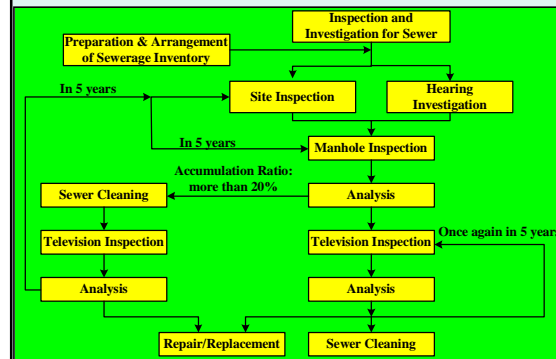 Inspection and
Investigation for Sewer
Preparation & Arrangement
of Sewerage Inventory
In 5 years
Site Inspection
Hearing
Investigation
In 5 years
Manhole Inspection
Accumulation Ratio:
more than 20%
Sewer Cleaning
Analysis
Once again in 5 years
Television Inspection
Television Inspection
Analysis
Analysis
Repair/Replacement
Sewer Cleaning